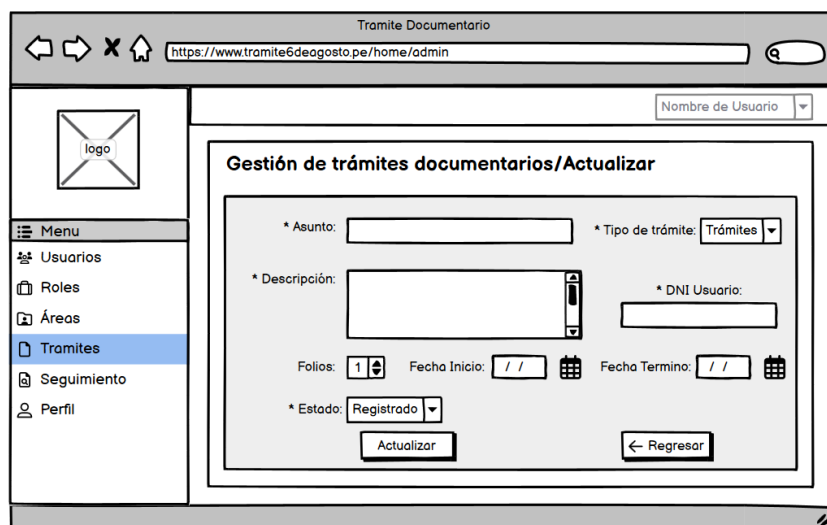 Tramite Documentario
https://www.tramite6deagosto.pe/home/admin
Nombre de Usuario
logo
Gestión de trámites documentarios/Actualizar
Menu
Usuarios
Roles
Áreas
Tramites
Seguimiento
Perfil
* Asunto:
* Tipo de trámite: Trámites
* Descripción:
* DNI Usuario:
Folios: 1 Fecha Inicio: / / Fecha Termino: / /
* Estado: Registrado
Actualizar
Regresar